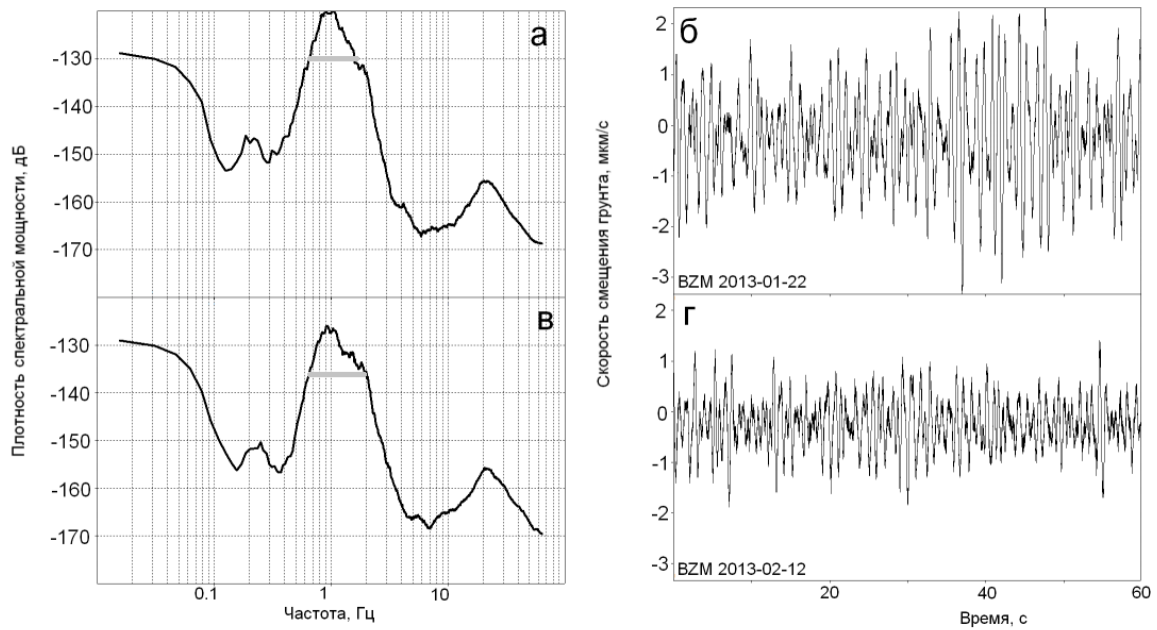 Плотность спектральной мощности, дБ
а
-130
-140
-150
-160
-170
в
-130
-140
-150
-160
-170
0.1
1
10
Частота, Гц
Скорость смещения грунта, мкм/с
б
2
1
0
-1
-2
-3
BZM 2013-01-22
г
2
1
0
-1
-2
-3
BZM 2013-02-12
20
40
60
Время, с